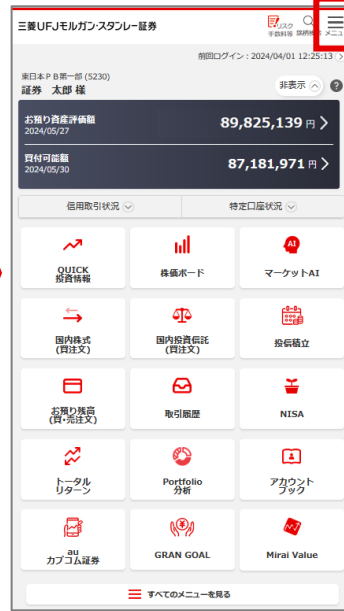 三菱UFJモルガン・スタンレー証券
リスク
手数料等
銘柄検索
メニュー
前回ログイン：2024/04/01 12:25:13
東日本ＰＢ第一部 (5230)
証券　太郎 様
非表示
?
お預り資産評価額
2024/05/27
89,825,139 円
買付可能額
2024/05/30
87,181,971 円
信用取引状況
特定口座状況
QUICK
投資情報
株価ボード
AI
マーケットAI
国内株式
(買注文)
国内投資信託
(買注文)
投信積立
お預り残高
(買・売注文)
取引履歴
NISA
トータル
リターン
Portfolio
分析
アカウント
ブック
au
カブコム証券
GRAN GOAL
Mirai Value
すべてのメニューを見る